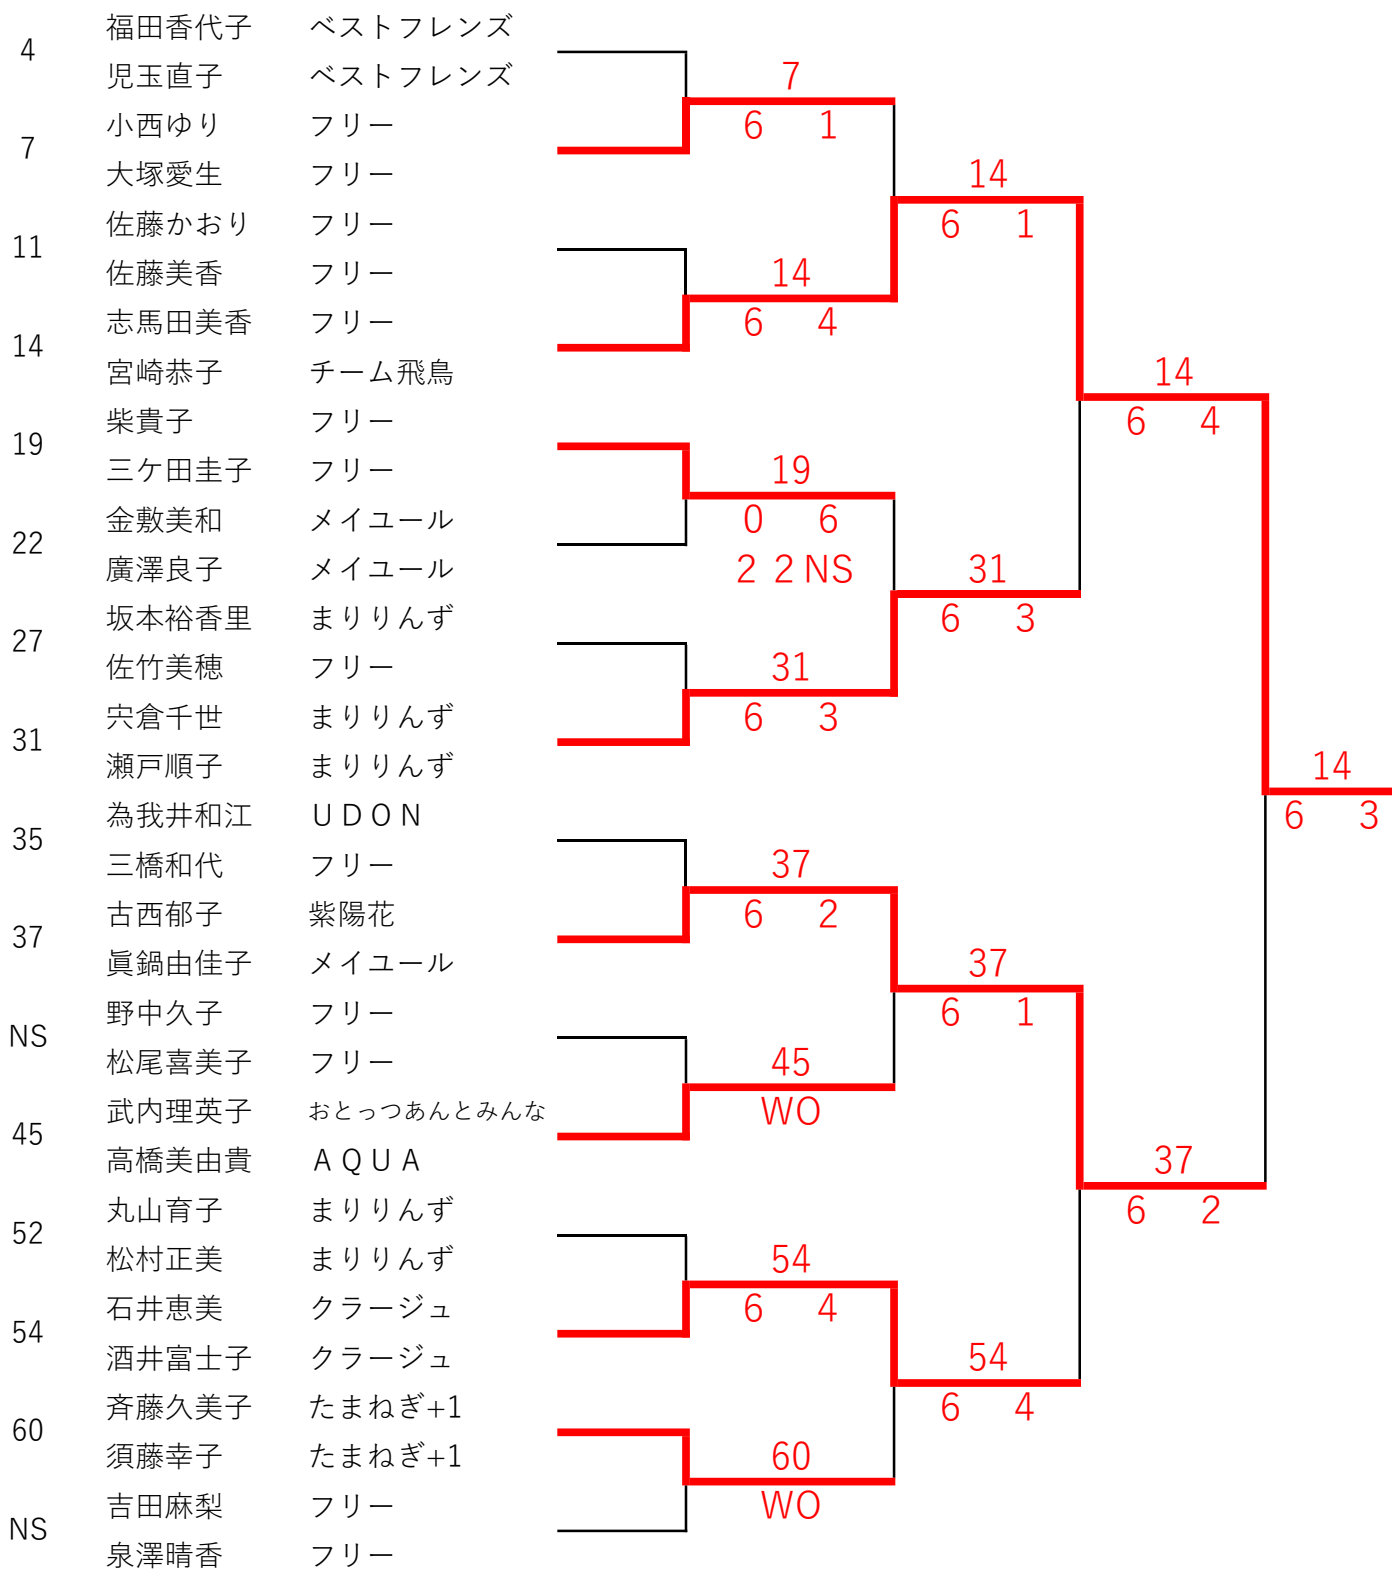 福田香代子 ベストフレンズ
4
児玉直子 ベストフレンズ
7
小西ゆり フリー
6 1
7
大塚愛生 フリー
14
佐藤かおり フリー
6 1
11
佐藤美香 フリー
14
志馬田美香 フリー
6 4
14
宮崎恭子 チーム飛鳥
14
柴貴子 フリー
6 4
19
三ケ田圭子 フリー
19
金敷美和 メイユール
0 6
22
廣澤良子 メイユール
2 2 NS
31
坂本裕香里 まりりんず
6 3
27
佐竹美穂 フリー
31
宍倉千世 まりりんず
6 3
31
瀬戸順子 まりりんず
14
為我井和江 UDON
6 3
35
三橋和代 フリー
37
古西郁子 紫陽花
6 2
37
眞鍋由佳子 メイユール
37
野中久子 フリー
6 1
NS
松尾喜美子 フリー
45
武内理英子 おとっつあんとみんな
WO
45
高橋美由貴 AQUA
37
丸山育子 まりりんず
6 2
52
松村正美 まりりんず
54
石井恵美 クラージュ
6 4
54
酒井富士子 クラージュ
54
斉藤久美子 たまねぎ+1
6 4
60
須藤幸子 たまねぎ+1
60
吉田麻梨 フリー
WO
NS
泉澤晴香 フリー